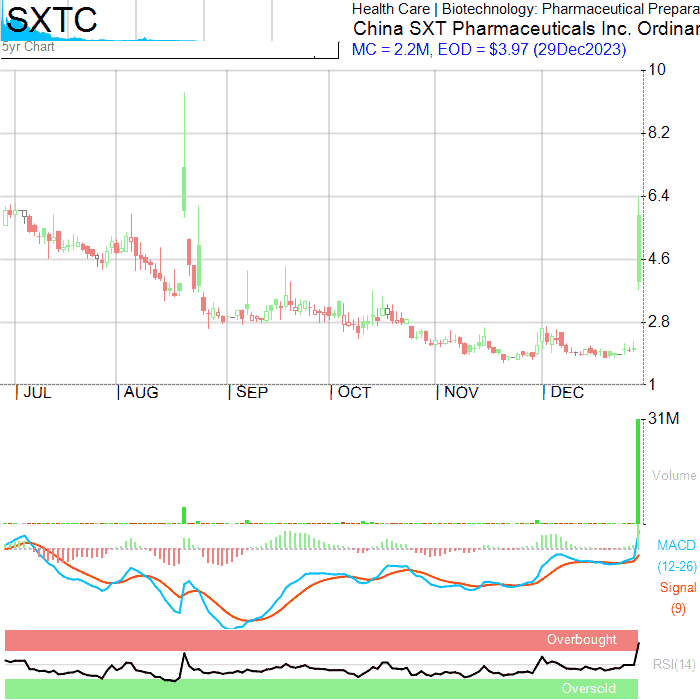 SXTC
5yr Chart
Health Care | Biotechnology: Pharmaceutical Prepara
China SXT Pharmaceuticals Inc. Ordinar
MC = 2.2M, EOD = $3.97 (29Dec2023)
10
8.2
6.4
4.6
2.8
1
JUL AUG SEP OCT NOV DEC
31M
Volume
MACD
(12-26)
Signal
(9)
Overbought
RSI(14)
Oversold